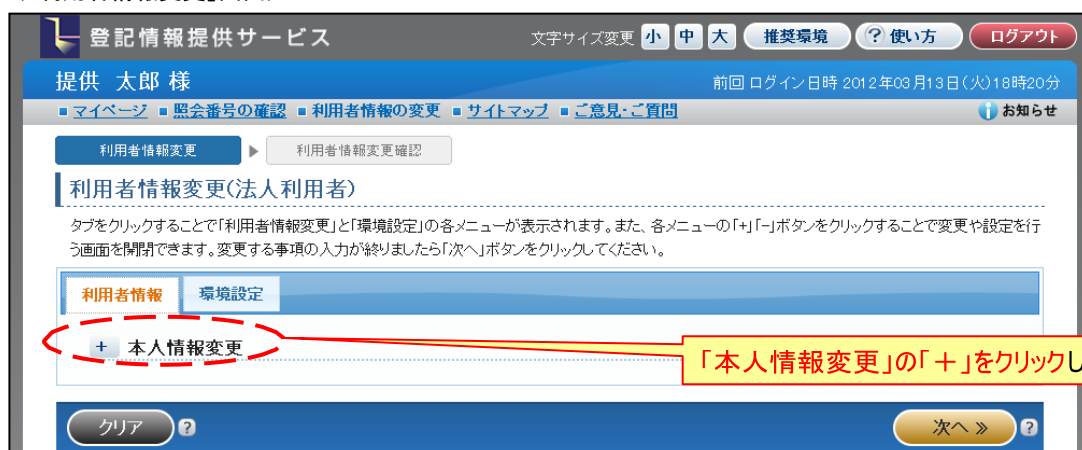 登記情報提供サービス 文字サイズ変更 小 中 大 推奨環境 ? 使い方 ログアウト
提供 太郎 様 前回 ログイン日時 2012年03月13日(火)18時20分
■ マイページ ■ 照会番号の確認 ■ 利用者情報の変更 ■ サイトマップ ■ ご意見・ご質問 お知らせ
利用者情報変更 ▶ 利用者情報変更確認
利用者情報変更(法人利用者)
タブをクリックすることで「利用者情報変更」と「環境設定」の各メニューが表示されます。また、各メニューの「+」「-」ボタンをクリックすることで変更や設定を行
う画面を開閉できます。変更する事項の入力が終りましたら「次へ」ボタンをクリックしてください。
利用者情報 環境設定
+ 本人情報変更
「本人情報変更」の「＋」をクリックし
クリア ? 次へ » ?